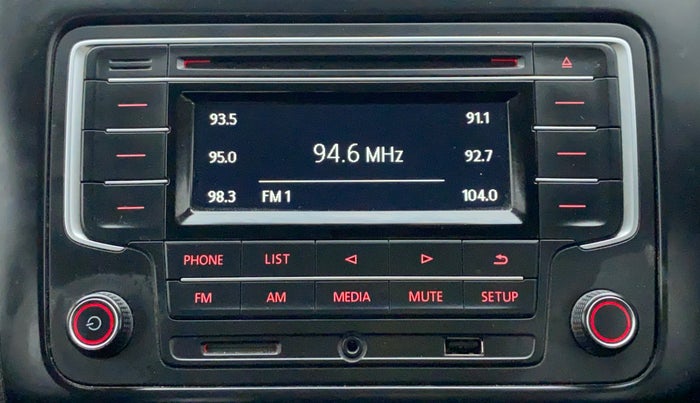 93.5 91.1
95.0 94.6 MHz 92.7
98.3 FM 1 104.0
PHONE LIST
FM AM MEDIA MUTE SETUP